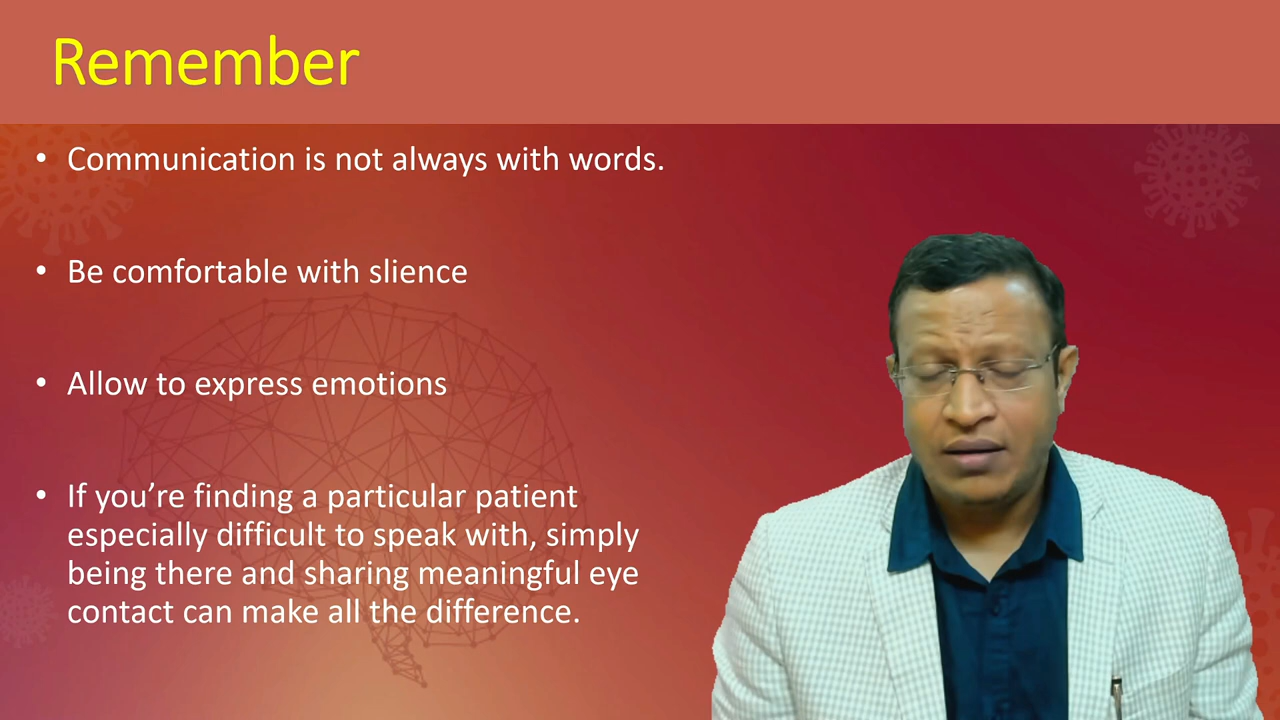 Remember
• Communication is not always with words.
• Be comfortable with slience
• Allow to express emotions
• If you’re finding a particular patient
especially difficult to speak with, simply
being there and sharing meaningful eye
contact can make all the difference.